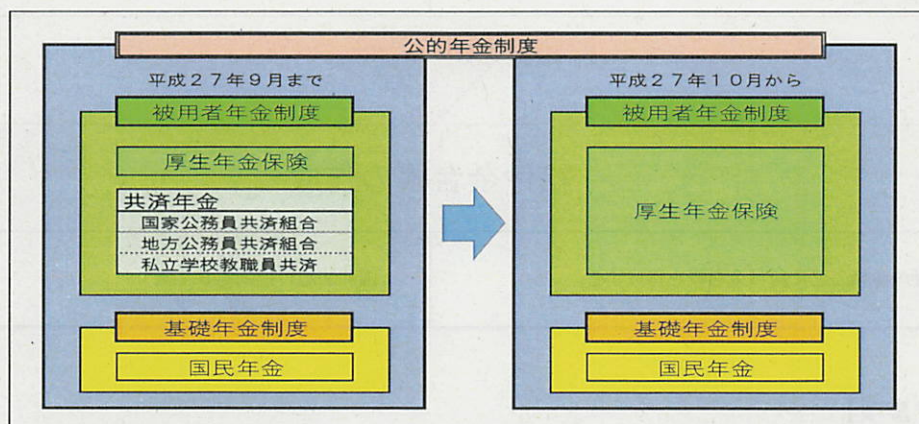 公的年金制度
平成27年9月まで
被用者年金制度
厚生年金保険
共済年金
国家公務員共済組合
地方公務員共済組合
私立学校教職員共済
基礎年金制度
国民年金
平成27年10月から
被用者年金制度
厚生年金保険
基礎年金制度
国民年金